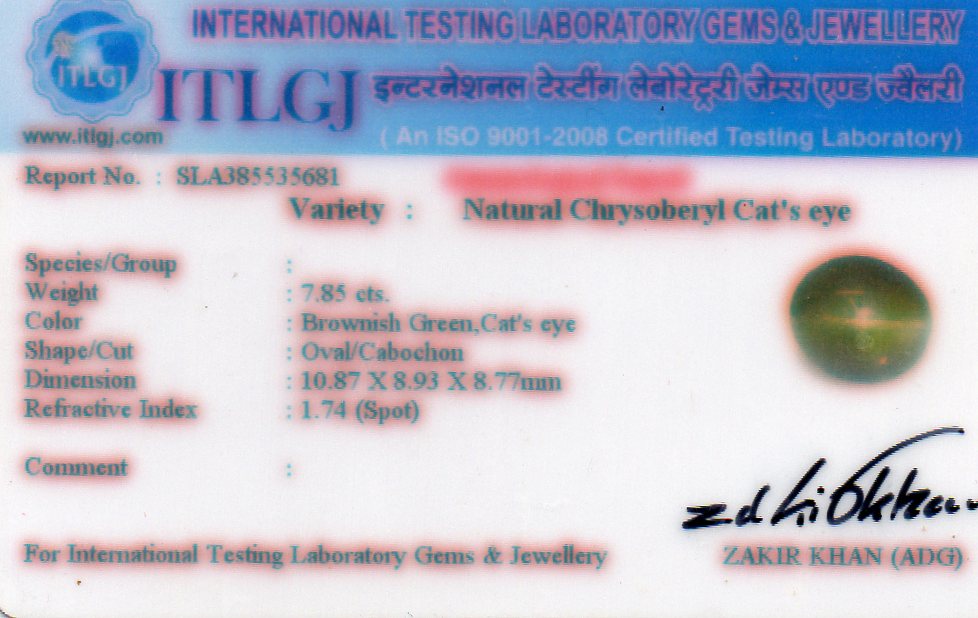 INTERNATIONAL TESTING LABORATORY GEMS & JEWELLERY
ITLGJ
ITLGJ
इन्टरनेशनल टेस्टींग लेबोरेट्ररी जेम्स एण्ड ज्वैलरी
www.itlgj.com
( An ISO 9001-2008 Certified Testing Laboratory)
Report No. : SLA385535681
Variety : Natural Chrysoberyl Cat's eye
Species/Group :
Weight : 7.85 cts.
Color : Brownish Green,Cat's eye
Shape/Cut : Oval/Cabochon
Dimension : 10.87 X 8.93 X 8.77mm
Refractive Index : 1.74 (Spot)
Comment :
For International Testing Laboratory Gems & Jewellery
ZAKIR KHAN (ADG)